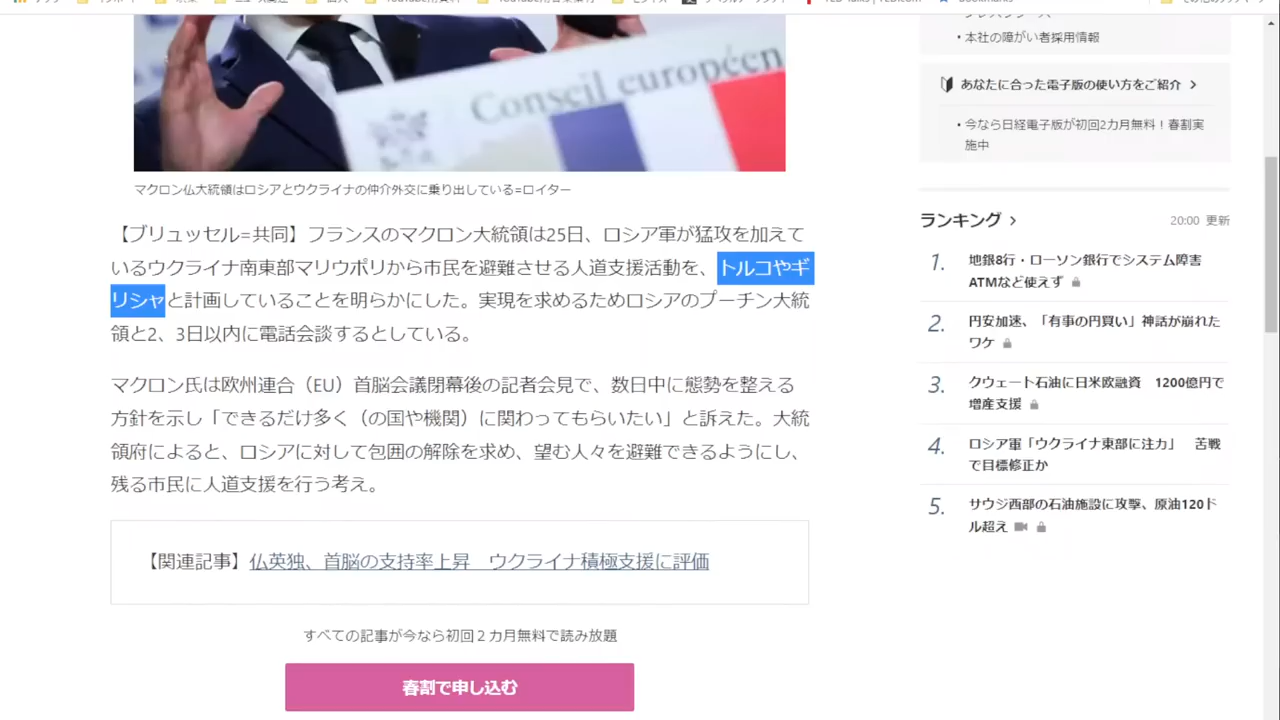 Conseil européen
マクロン仏大統領はロシアとウクライナの仲介外交に乗り出している=ロイター
【ブリュッセル=共同】フランスのマクロン大統領は25日、ロシア軍が猛攻を加えて
いるウクライナ南東部マリウポリから市民を避難させる人道支援活動を、トルコやギ
リシャと計画していることを明らかにした。実現を求めるためロシアのプーチン大統
領と2、3日以内に電話会談するとしている。
マクロン氏は欧州連合（EU）首脳会議閉幕後の記者会見で、数日中に態勢を整える
方針を示し「できるだけ多く（の国や機関）に関わってもらいたい」と訴えた。大統
領府によると、ロシアに対して包囲の解除を求め、望む人々を避難できるようにし、
残る市民に人道支援を行う考え。
【関連記事】仏英独、首脳の支持率上昇　ウクライナ積極支援に評価
すべての記事が今なら初回２カ月無料で読み放題
春割で申し込む
・本社の障がい者採用情報
あなたに合った電子版の使い方をご紹介
・今なら日経電子版が初回2カ月無料！春割実
施中
ランキング
20:00 更新
1. 地銀8行・ローソン銀行でシステム障害
ATMなど使えず
2. 円安加速、「有事の円買い」神話が崩れた
ワケ
3. クウェート石油に日米欧融資　1200億円で
増産支援
4. ロシア軍「ウクライナ東部に注力」　苦戦
で目標修正か
5. サウジ西部の石油施設に攻撃、原油120ド
ル超え